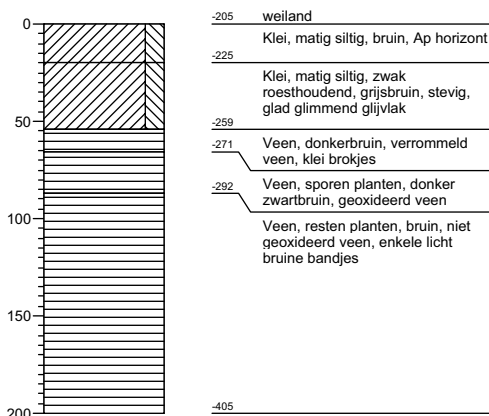 0
50
100
150
200
-205 weiland
Klei, matig siltig, bruin, Ap horizont
-225
Klei, matig siltig, zwak
roesthoudend, grijsbruin, stevig,
glad glimmend glijvlak
-259
Veen, donkerbruin, verrommeld
veen, klei brokjes
-271
Veen, sporen planten, donker
zwartbruin, geoxideerd veen
-292
Veen, resten planten, bruin, niet
geoxideerd veen, enkele licht
bruine bandjes
-405